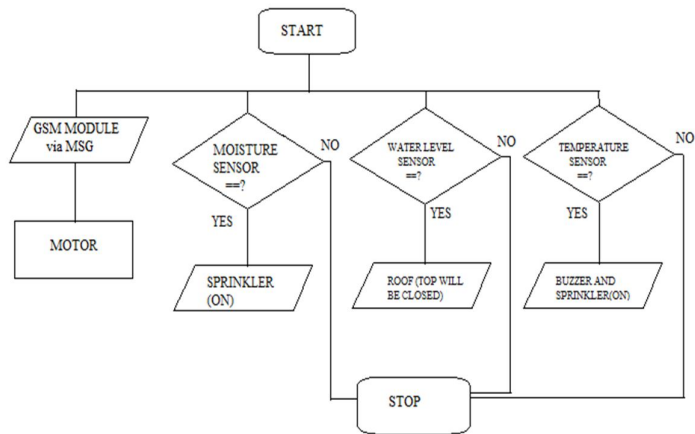 START
GSM MODULE
via MSG
MOTOR
MOISTURE
SENSOR
==?
NO
YES
SPRINKLER
(ON)
WATER LEVEL
SENSOR
==?
NO
YES
ROOF (TOP WILL
BE CLOSED)
TEMPERATURE
SENSOR
==?
NO
YES
BUZZER AND
SPRINKLER(ON)
STOP